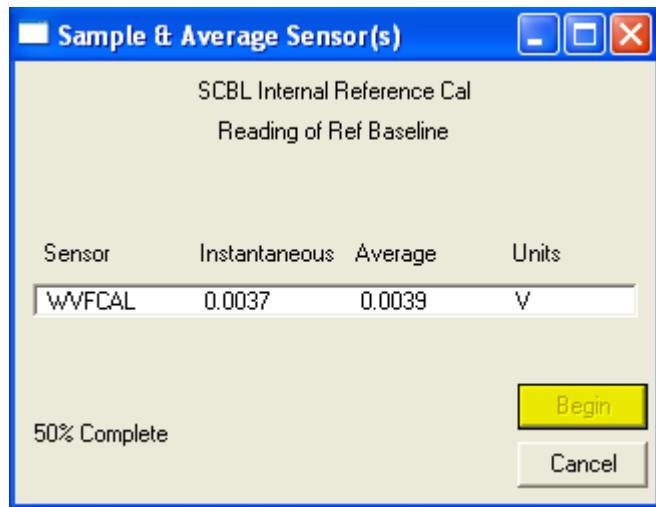 Sample & Average Sensor(s)
SCBL Internal Reference Cal
Reading of Ref Baseline
Sensor Instantaneous Average Units
WVFCAL 0.0037 0.0039 V
Begin
50% Complete
Cancel